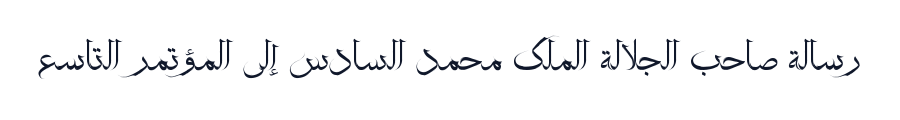 رسالة صاحب الجلالة الملك محمد السادس إلى المؤتمر التاسع